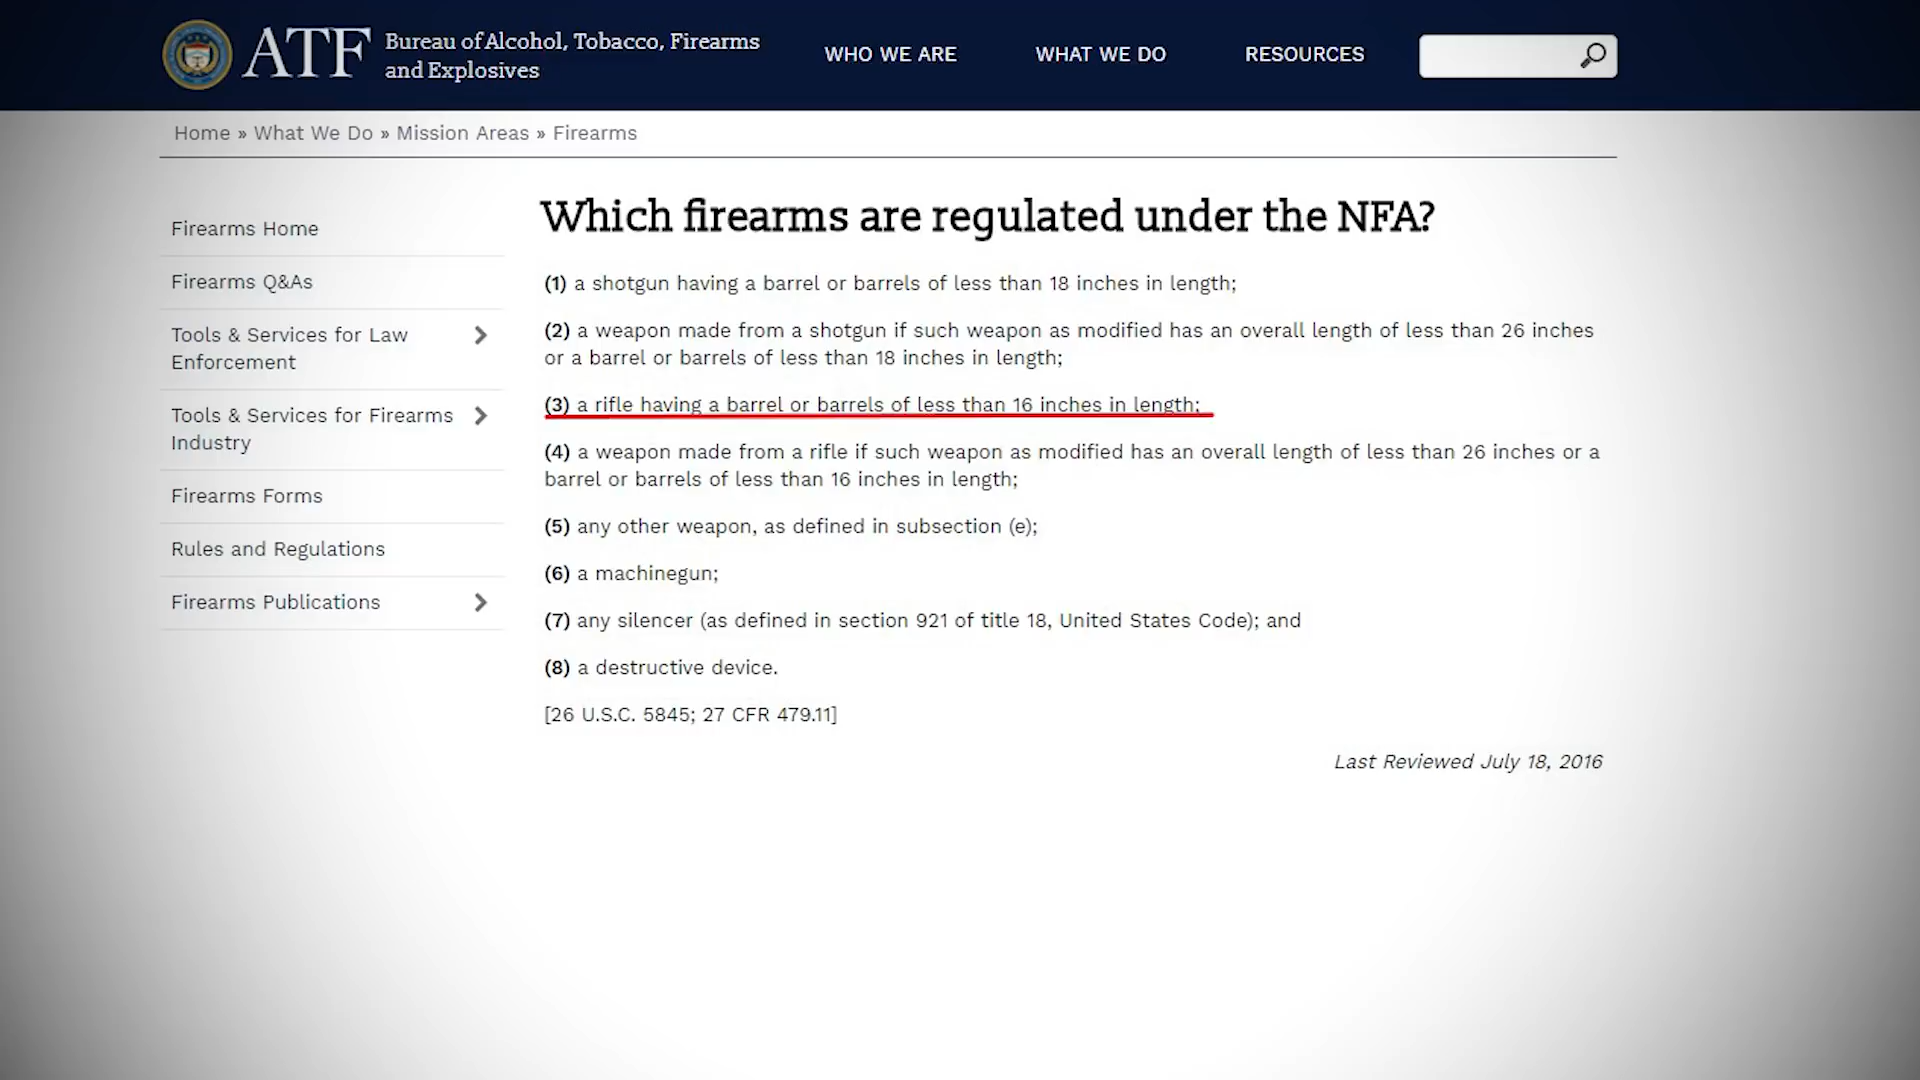 ATF
Bureau of Alcohol, Tobacco, Firearms
and Explosives
WHO WE ARE
WHAT WE DO
RESOURCES
Home » What We Do » Mission Areas » Firearms
Firearms Home
Firearms Q&As
Tools & Services for Law
Enforcement
Tools & Services for Firearms
Industry
Firearms Forms
Rules and Regulations
Firearms Publications
Which firearms are regulated under the NFA?
(1) a shotgun having a barrel or barrels of less than 18 inches in length;
(2) a weapon made from a shotgun if such weapon as modified has an overall length of less than 26 inches
or a barrel or barrels of less than 18 inches in length;
(3) a rifle having a barrel or barrels of less than 16 inches in length;
(4) a weapon made from a rifle if such weapon as modified has an overall length of less than 26 inches or a
barrel or barrels of less than 16 inches in length;
(5) any other weapon, as defined in subsection (e);
(6) a machinegun;
(7) any silencer (as defined in section 921 of title 18, United States Code); and
(8) a destructive device.
[26 U.S.C. 5845; 27 CFR 479.11]
Last Reviewed July 18, 2016